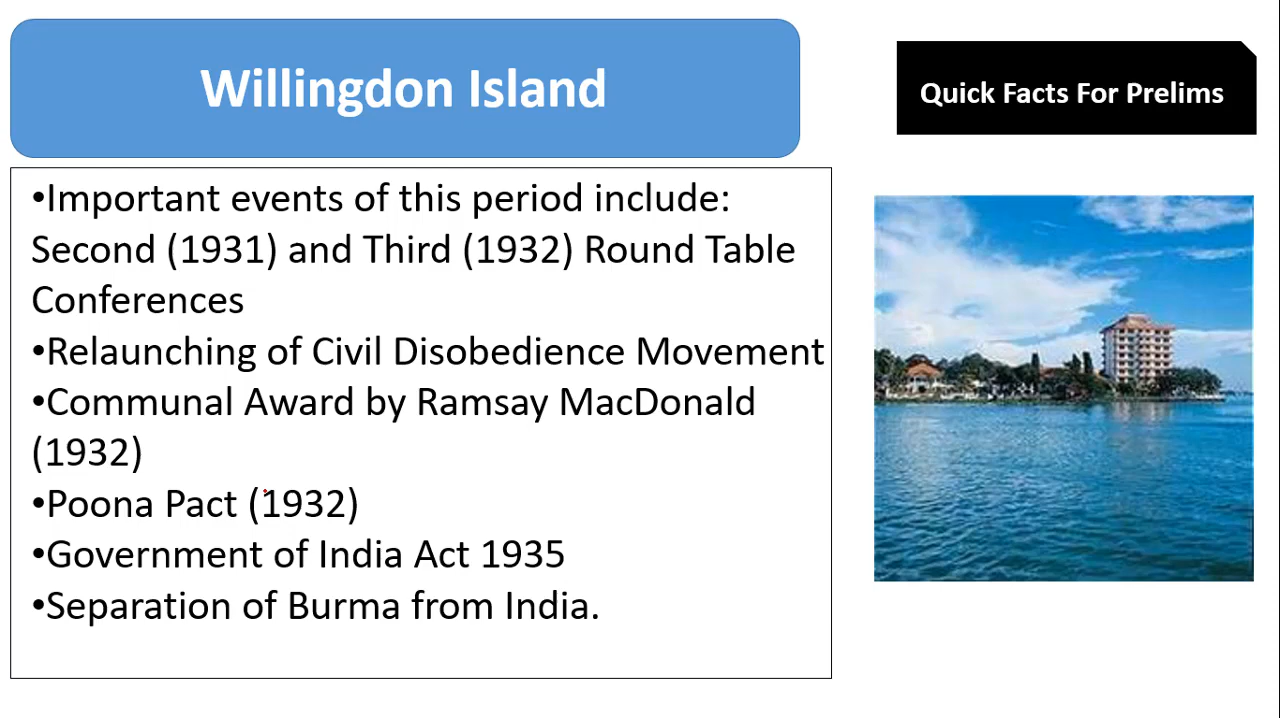 Willingdon Island
Quick Facts For Prelims
•Important events of this period include:
Second (1931) and Third (1932) Round Table
Conferences
•Relaunching of Civil Disobedience Movement
•Communal Award by Ramsay MacDonald
(1932)
•Poona Pact (1932)
•Government of India Act 1935
•Separation of Burma from India.